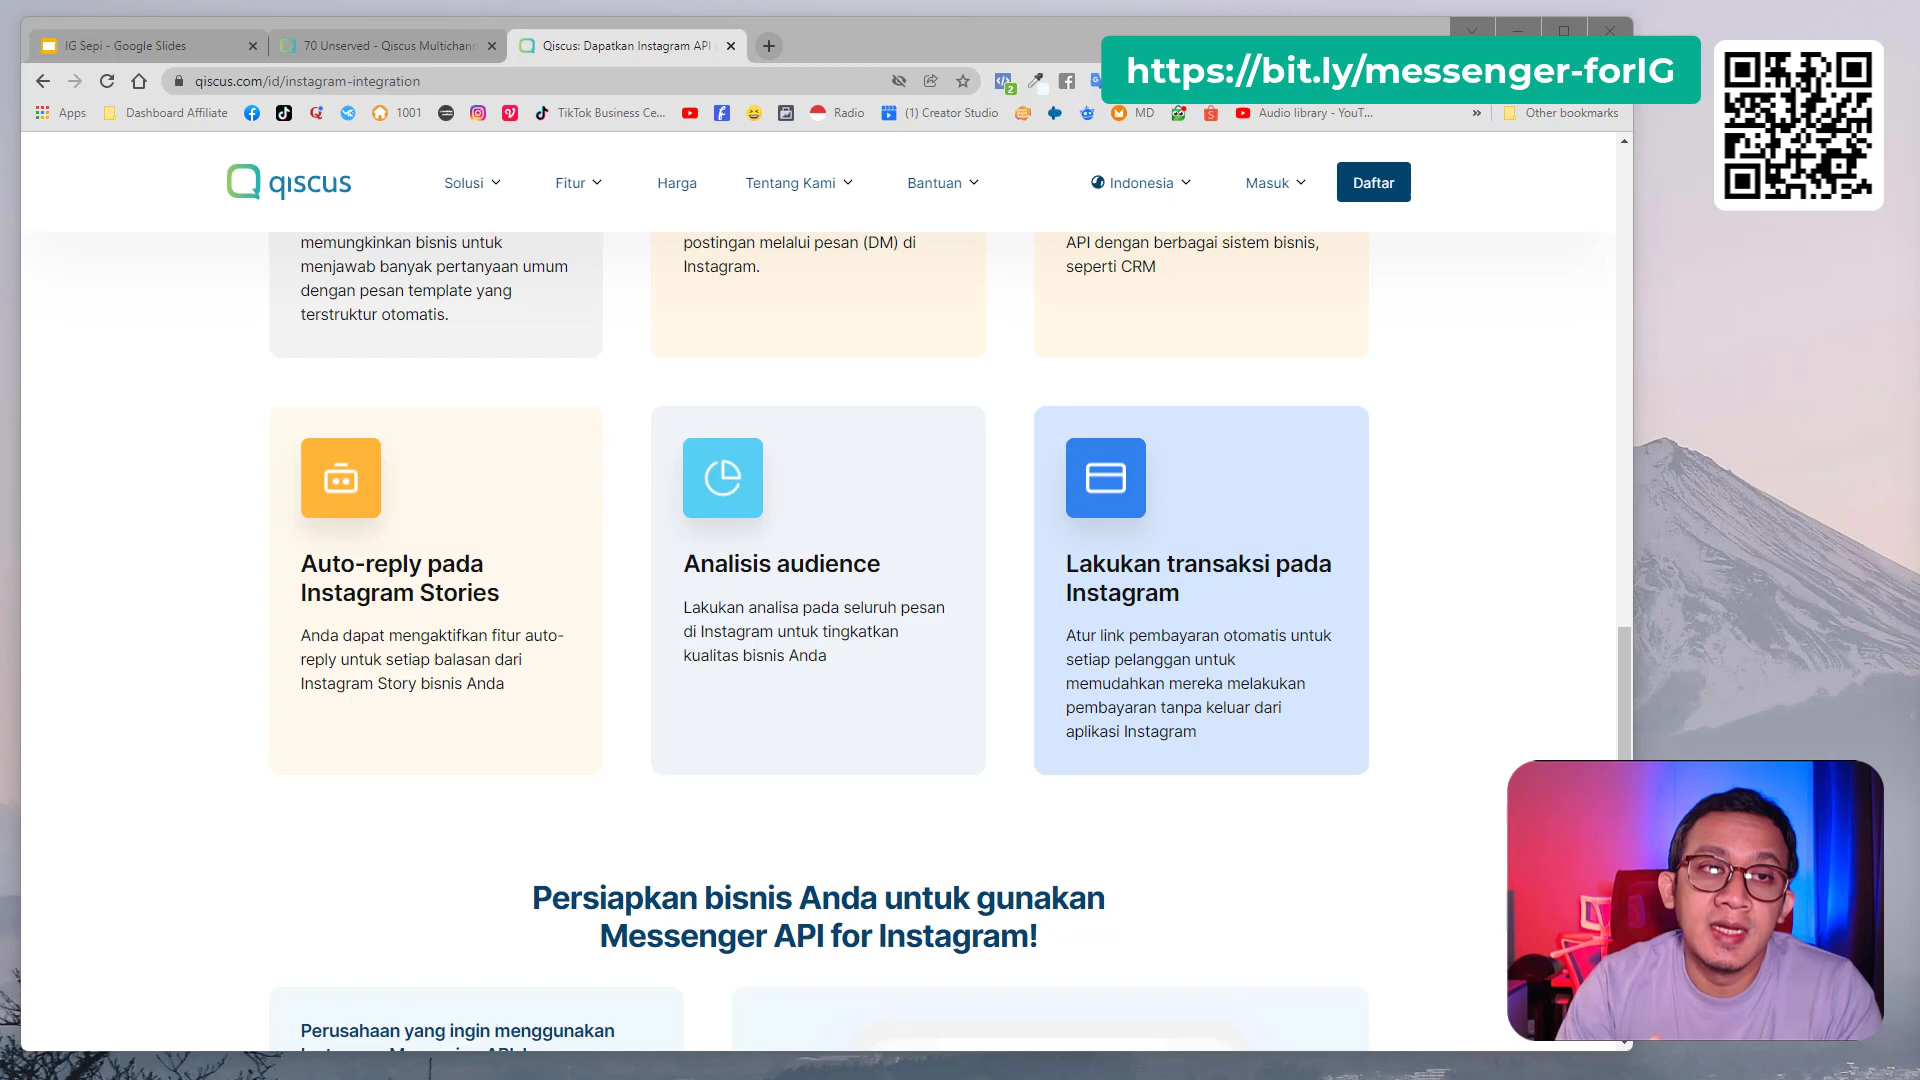 IG Sepi - Google Slides
70 Unserved - Qiscus Multichann
Qiscus: Dapatkan Instagram API
https://bit.ly/messenger-forIG
qiscus.com/id/instagram-integration
2
Apps
Dashboard Affiliate
1001
TikTok Business Ce...
Radio
(1) Creator Studio
MD
Audio library - YouT...
»
Other bookmarks
qiscus
Solusi
Fitur
Harga
Tentang Kami
Bantuan
Indonesia
Masuk
Daftar
memungkinkan bisnis untuk
menjawab banyak pertanyaan umum
dengan pesan template yang
terstruktur otomatis.
postingan melalui pesan (DM) di
Instagram.
API dengan berbagai sistem bisnis,
seperti CRM
Auto-reply pada
Instagram Stories
Anda dapat mengaktifkan fitur auto-
reply untuk setiap balasan dari
Instagram Story bisnis Anda
Analisis audience
Lakukan analisa pada seluruh pesan
di Instagram untuk tingkatkan
kualitas bisnis Anda
Lakukan transaksi pada
Instagram
Atur link pembayaran otomatis untuk
setiap pelanggan untuk
memudahkan mereka melakukan
pembayaran tanpa keluar dari
aplikasi Instagram
Persiapkan bisnis Anda untuk gunakan
Messenger API for Instagram!
Perusahaan yang ingin menggunakan